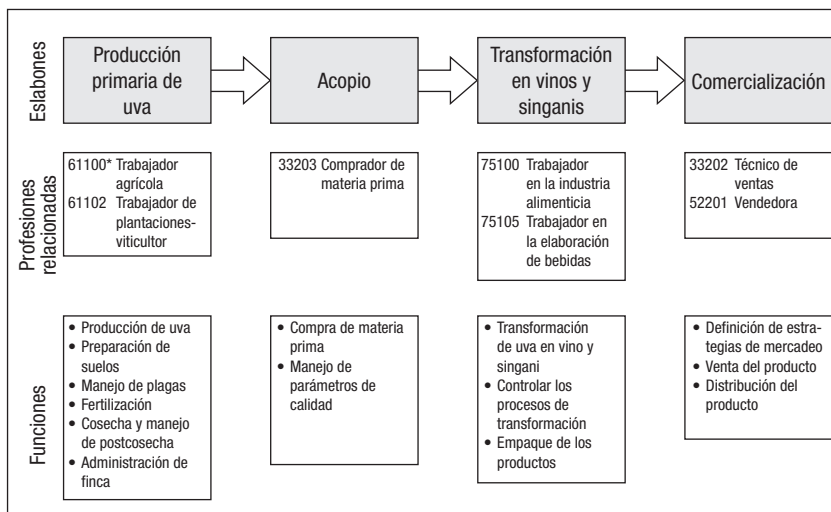 Eslabones
Producción
primaria de
uva
Acopio
Transformación
en vinos y
singanis
Comercialización
Profesiones
relacionadas
61100* Trabajador
agrícola
61102 Trabajador de
plantaciones-
viticultor
33203 Comprador de
materia prima
75100 Trabajador
en la industria
alimenticia
75105 Trabajador en
la elaboración
de bebidas
33202 Técnico de
ventas
52201 Vendedora
Funciones
• Producción de uva
• Preparación de
suelos
• Manejo de plagas
• Fertilización
• Cosecha y manejo
de postcosecha
• Administración de
finca
• Compra de materia
prima
• Manejo de
parámetros de
calidad
• Transformación
de uva en vino y
singani
• Controlar los
procesos de
transformación
• Empaque de los
productos
• Definición de estra-
tegias de mercadeo
• Venta del producto
• Distribución del
producto